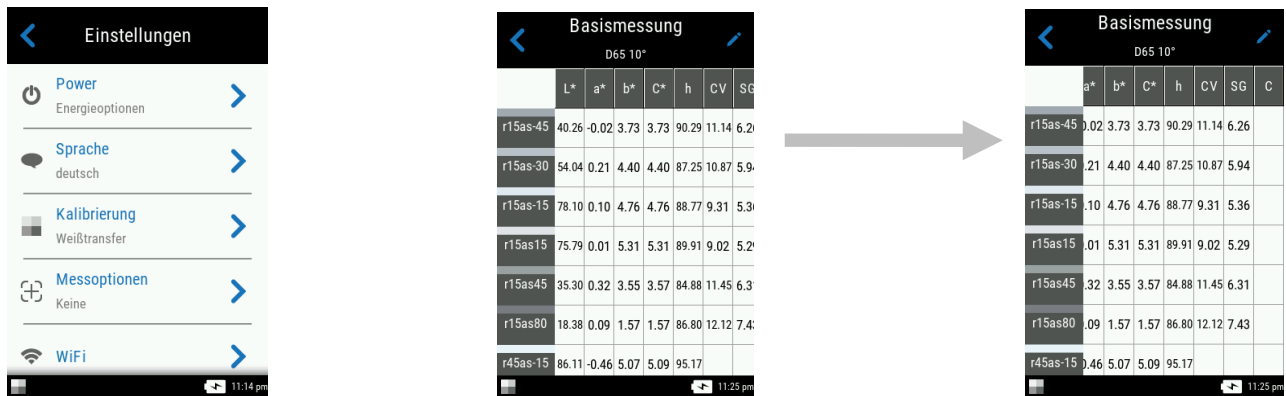 Einstellungen
Power
Energieoptionen
Sprache
deutsch
Kalibrierung
Weißtransfer
Messoptionen
Keine
WiFi
11:14 pm
Basismessung
D65 10°
L* a* b* C* h CV SG
r15as-45 40.26 -0.02 3.73 3.73 90.29 11.14
r15as-30 54.04 0.21 4.40 4.40 87.25 10.87
r15as-15 78.10 0.10 4.76 4.76 88.77 9.31
r15as15 75.79 0.01 5.31 5.31 89.91 9.02
r15as45 35.30 0.32 3.55 3.57 84.88 11.45
r15as80 18.38 0.09 1.57 1.57 86.80 12.12
r45as-15 86.11 -0.46 5.07 5.09 95.17
11:25 pm
Basismessung
D65 10°
a* b* C* h CV SG C
r15as-45 3.73 3.73 90.29 11.14 6.26
r15as-30 4.40 4.40 87.25 10.87 5.94
r15as-15 4.76 4.76 88.77 9.31 5.36
r15as15 5.31 5.31 89.91 9.02 5.29
r15as45 3.55 3.57 84.88 11.45 6.31
r15as80 1.57 1.57 86.80 12.12 7.43
r45as-15 5.07 5.09 95.17
11:25 pm